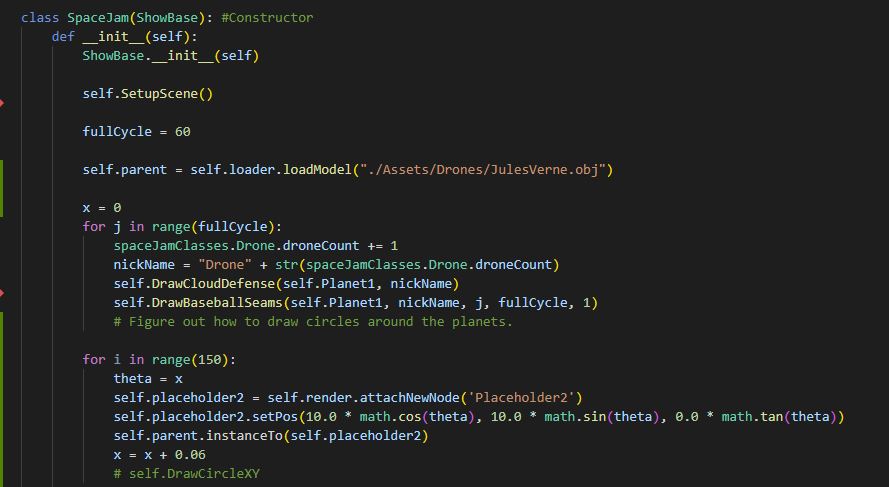 class SpaceJam(ShowBase): #Constructor
def __init__(self):
ShowBase.__init__(self)
self.SetupScene()
fullCycle = 60
self.parent = self.loader.loadModel("./Assets/Drones/JulesVerne.obj")
x = 0
for j in range(fullCycle):
spaceJamClasses.Drone.droneCount += 1
nickName = "Drone" + str(spaceJamClasses.Drone.droneCount)
self.DrawCloudDefense(self.Planet1, nickName)
self.DrawBaseballSeams(self.Planet1, nickName, j, fullCycle, 1)
# Figure out how to draw circles around the planets.
for i in range(150):
theta = x
self.placeholder2 = self.render.attachNewNode('Placeholder2')
self.placeholder2.setPos(10.0 * math.cos(theta), 10.0 * math.sin(theta), 0.0 * math.tan(theta))
self.parent.instanceTo(self.placeholder2)
x = x + 0.06
# self.DrawCircleXY